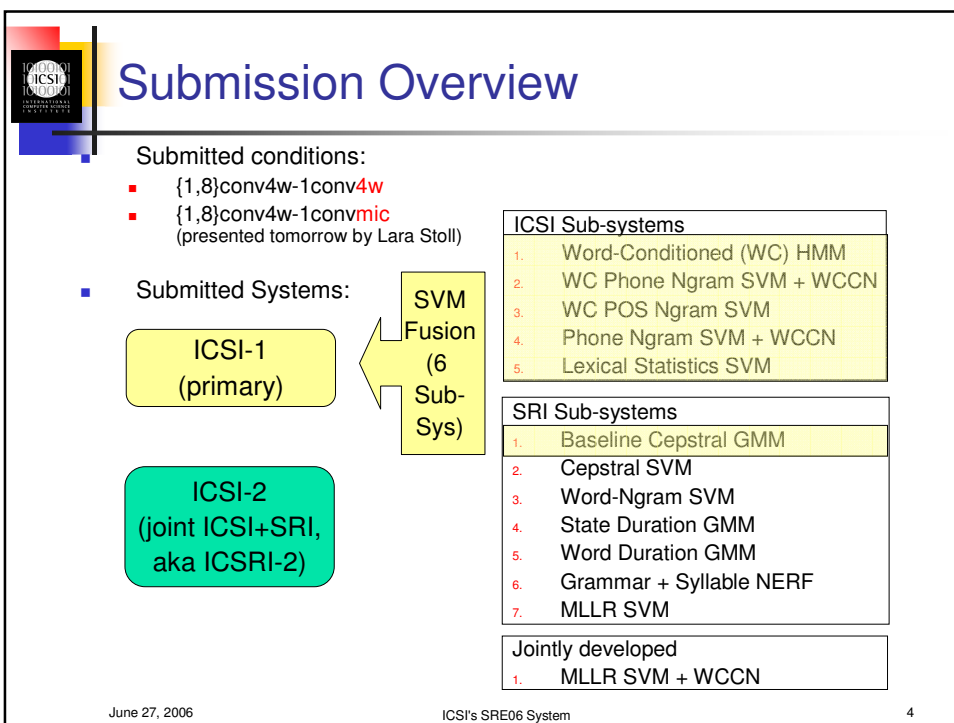 1010010
ICSI
INTERNATIONAL
COMPUTER SCIENCE
INSTITUTE
Submission Overview
Submitted conditions:
{1,8}conv4w-1conv4w
{1,8}conv4w-1convmic
(presented tomorrow by Lara Stoll)
Submitted Systems:
ICSI-1
(primary)
SVM
Fusion
(6
Sub-
Sys)
ICSI-2
(joint ICSI+SRI,
aka ICSRI-2)
ICSI Sub-systems
1. Word-Conditioned (WC) HMM
2. WC Phone Ngram SVM + WCCN
3. WC POS Ngram SVM
4. Phone Ngram SVM + WCCN
5. Lexical Statistics SVM
SRI Sub-systems
1. Baseline Cepstral GMM
2. Cepstral SVM
3. Word-Ngram SVM
4. State Duration GMM
5. Word Duration GMM
6. Grammar + Syllable NERF
7. MLLR SVM
Jointly developed
1. MLLR SVM + WCCN
June 27, 2006
ICSI's SRE06 System
4